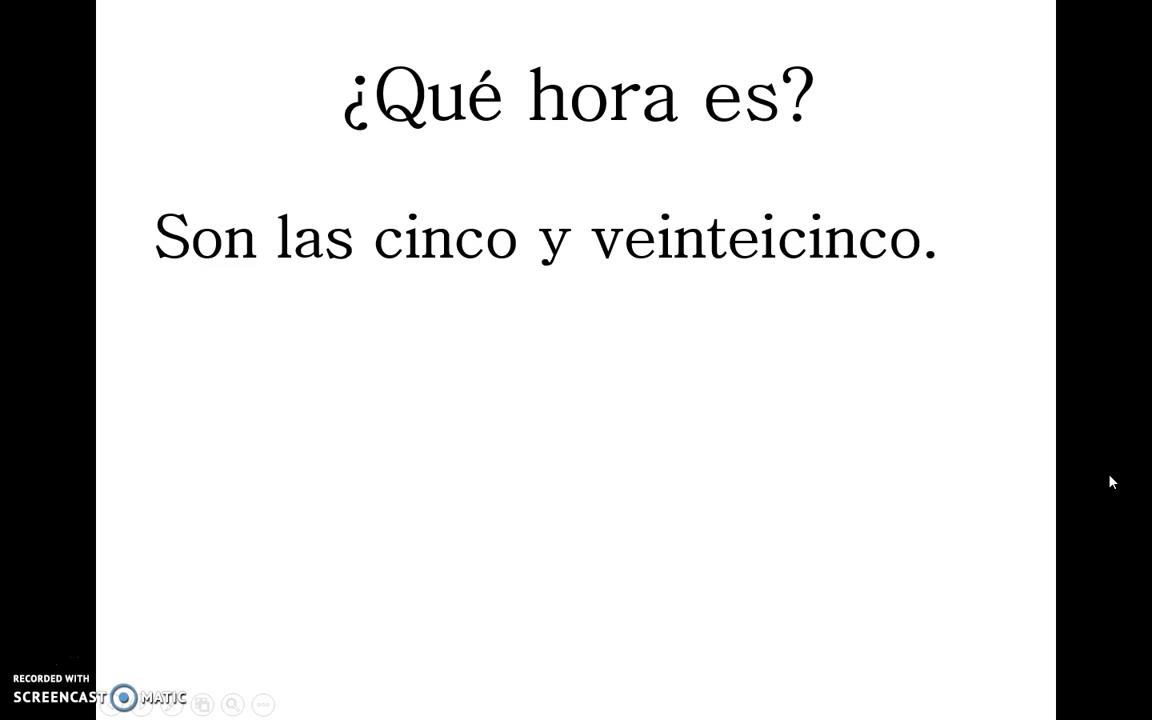 ¿Qué hora es?
Son las cinco y veinteicinco.
RECORDED WITH
SCREENCAST MATIC